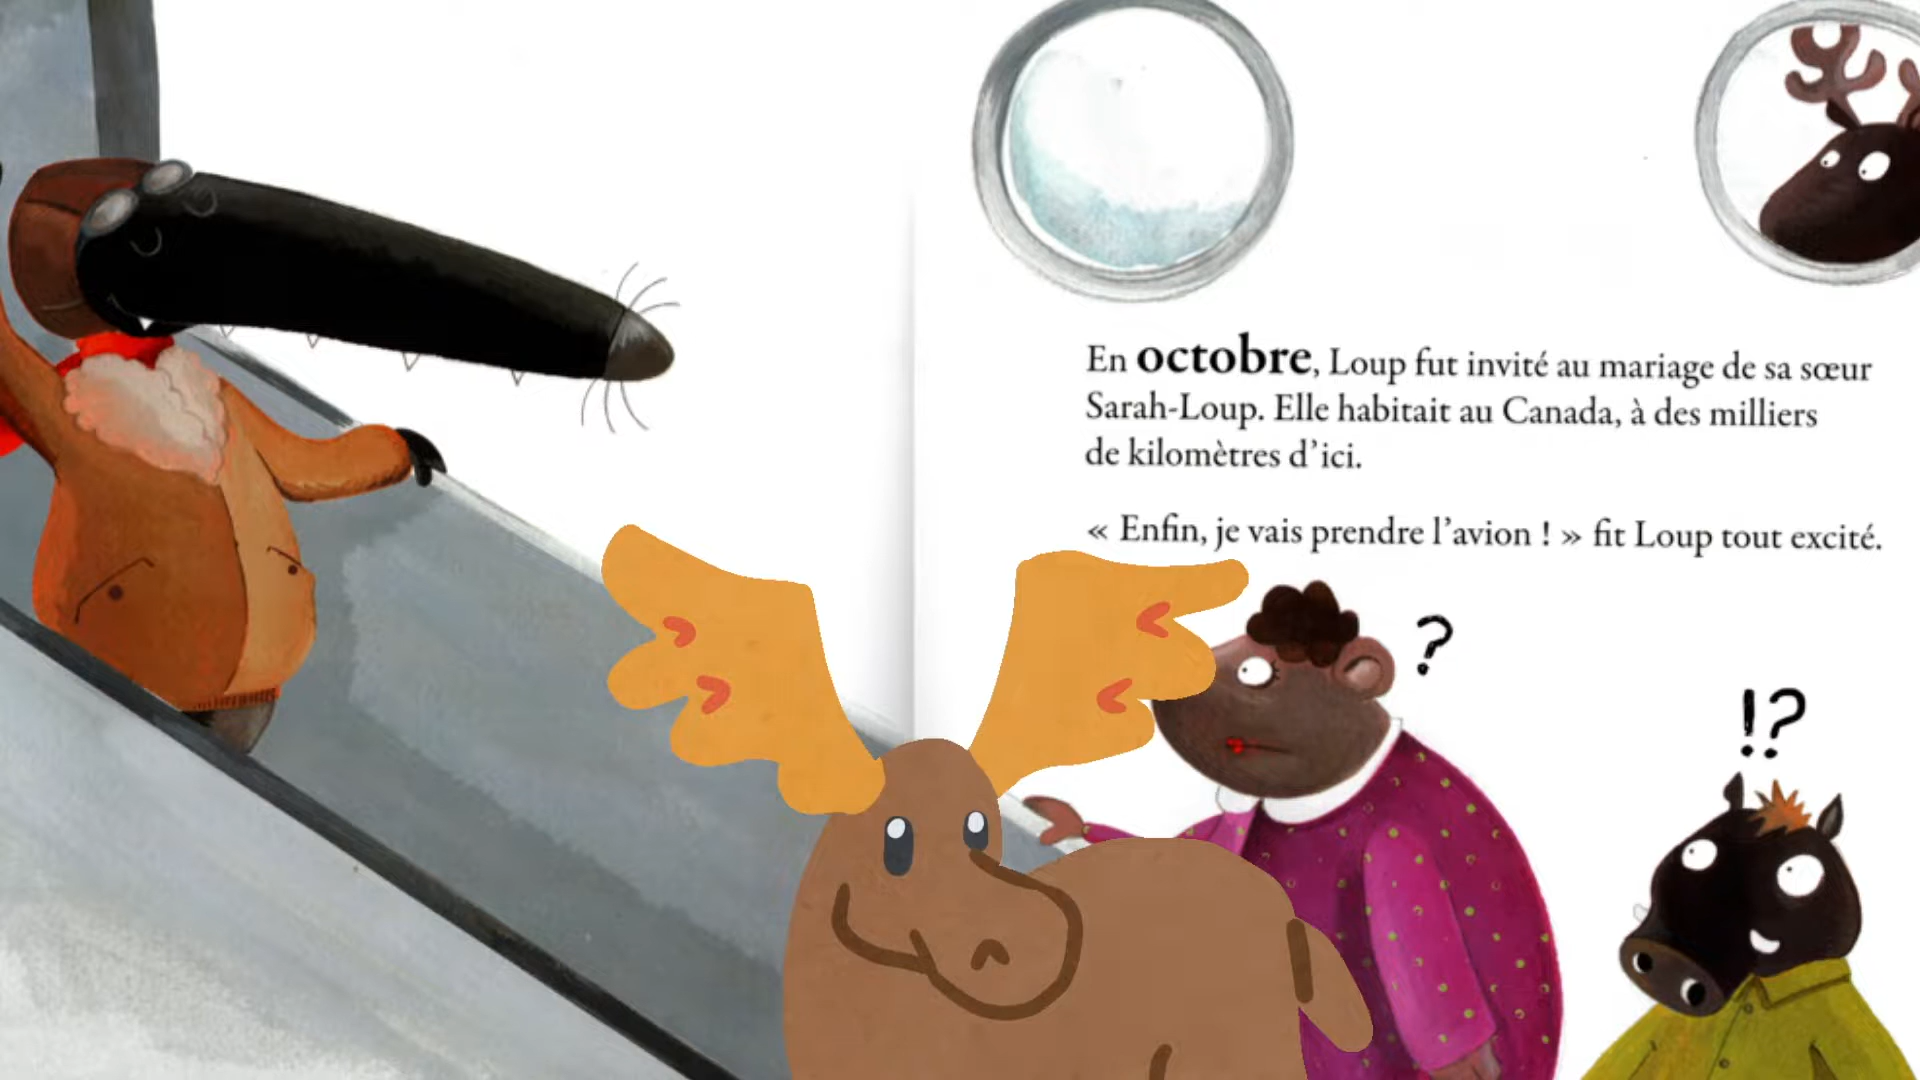 En octobre, Loup fut invité au mariage de sa sœur
Sarah-Loup. Elle habitait au Canada, à des milliers
de kilomètres d’ici.
« Enfin, je vais prendre l’avion ! » fit Loup tout excité.
?
!?